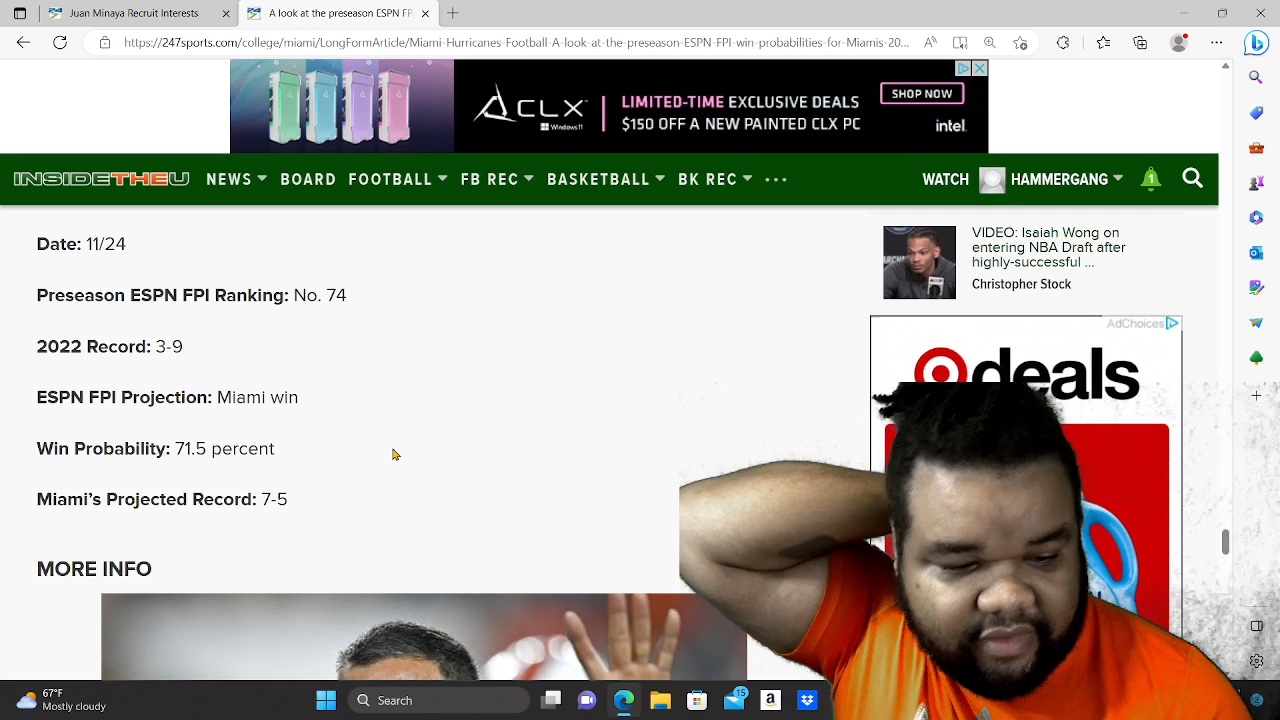 Juan Minaya Recruit Interests
A look at the preseason ESPN FP
https://247sports.com/college/miami/LongFormArticle/Miami-Hurricanes-Football-A-look-at-the-preseason-ESPN-FPI-win-probabilities-for-Miamis-20...
CLX
Windows 11
LIMITED-TIME EXCLUSIVE DEALS
$150 OFF A NEW PAINTED CLX PC
SHOP NOW
intel.
INSIDETHEU NEWS BOARD FOOTBALL FB REC BASKETBALL BK REC ... WATCH HAMMERGANG 1
Date: 11/24
Preseason ESPN FPI Ranking: No. 74
2022 Record: 3-9
ESPN FPI Projection: Miami win
Win Probability: 71.5 percent
Miami's Projected Record: 7-5
MORE INFO
VIDEO: Isaiah Wong on
entering NBA Draft after
highly-successful ...
Christopher Stock
AdChoices
deals
67°F
Mostly cloudy
Search
15